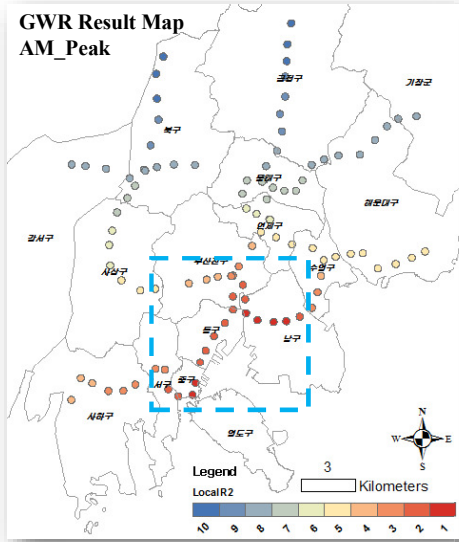 GWR Result Map
AM_Peak
금정구
기장군
북구
동래구
해운대구
연제구
강서구
부산진구
수영구
사상구
동구
남구
중구
서구
사하구
영도구
N
W E
S
Legend
3
LocalR2
Kilometers
10 9 8 7 6 5 4 3 2 1